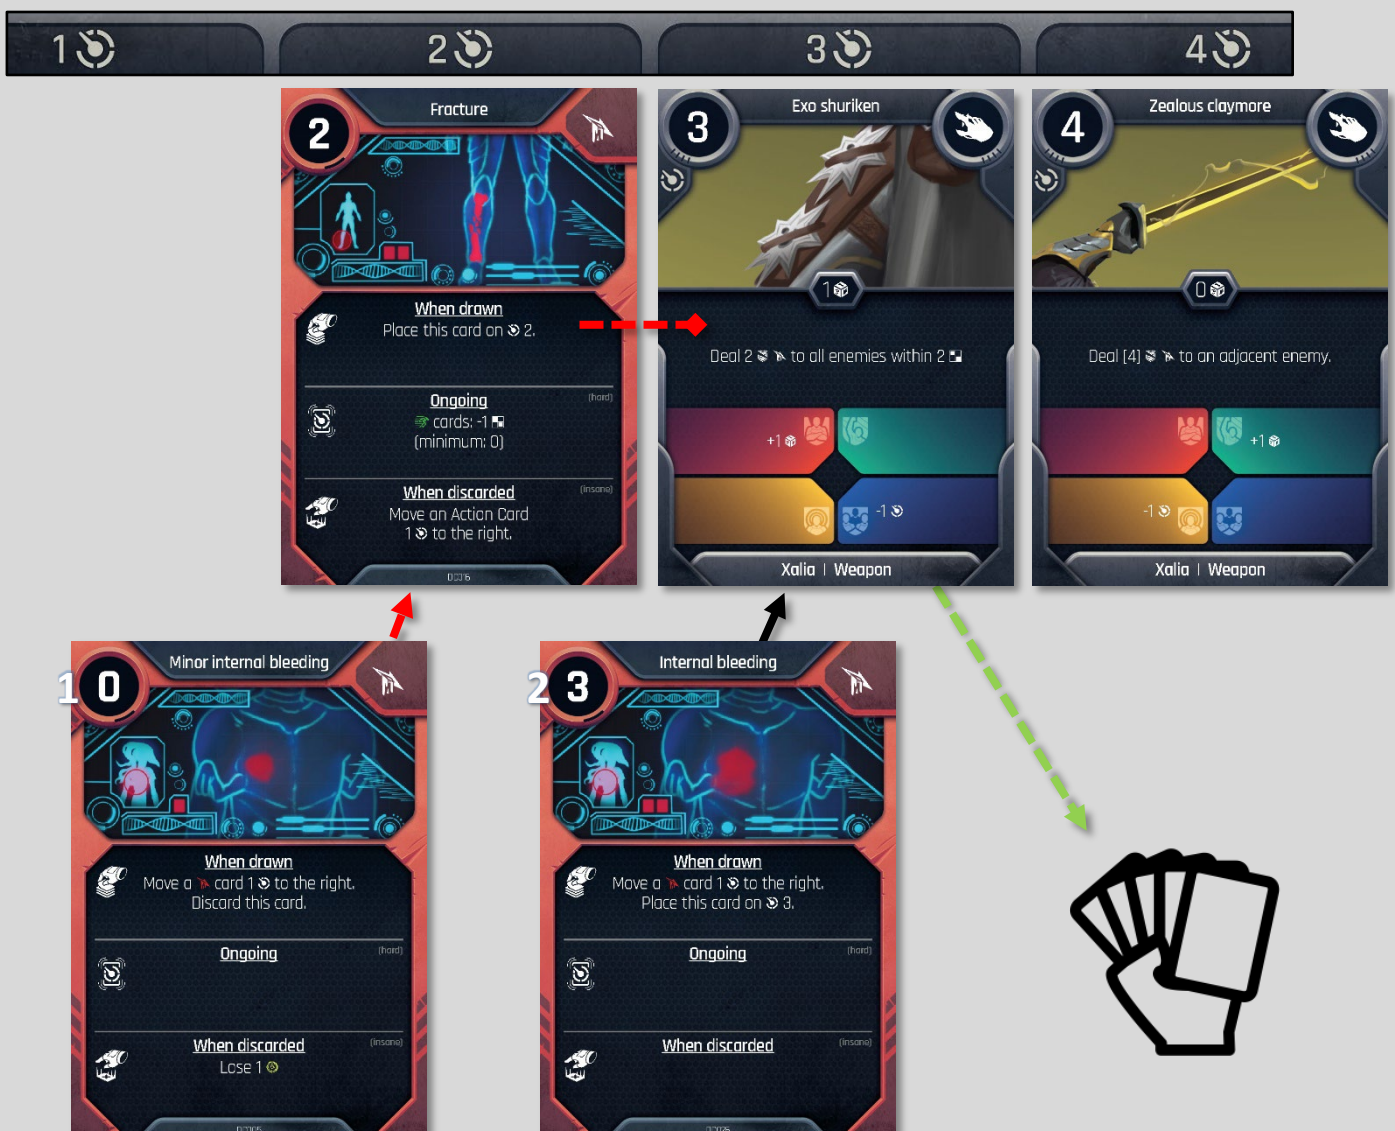 1
2
3
4
Fracture
2
When drawn
Place this card on 2.
Ongoing
(hard)
cards: -1
(minimum: 0)
When discarded
(insane)
Move an Action Card
1 to the right.
Exo shuriken
3
1
Deal 2 to all enemies within 2
+1
-1
Xalia | Weapon
Zealous claymore
4
0
Deal [4] to an adjacent enemy.
+1
-1
Xalia | Weapon
1
Minor internal bleeding
0
When drawn
Move a card 1 to the right.
Discard this card.
Ongoing
(hard)
When discarded
(insane)
Lose 1
2
Internal bleeding
3
When drawn
Move a card 1 to the right.
Place this card on 3.
Ongoing
(hard)
When discarded
(insane)